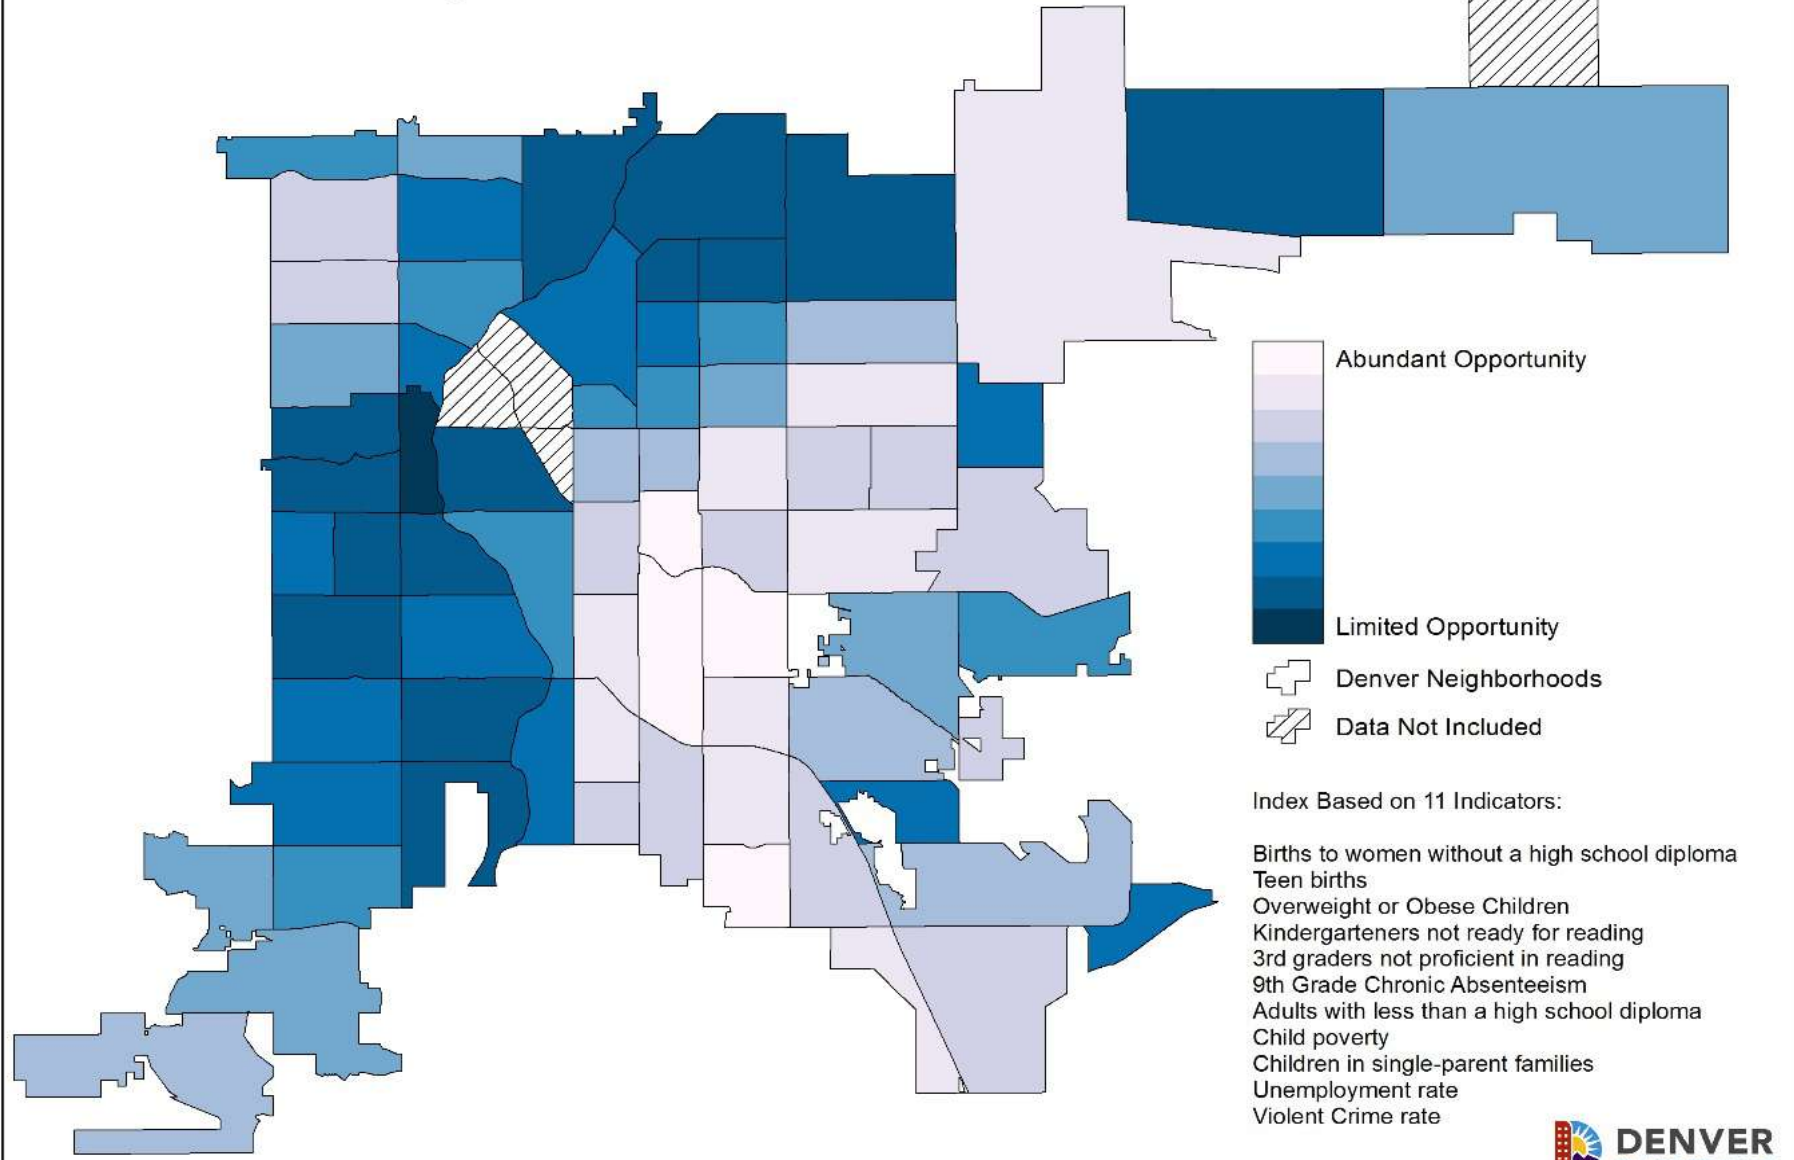 Abundant Opportunity
Limited Opportunity
Denver Neighborhoods
Data Not Included
Index Based on 11 Indicators:
Births to women without a high school diploma
Teen births
Overweight or Obese Children
Kindergarteners not ready for reading
3rd graders not proficient in reading
9th Grade Chronic Absenteeism
Adults with less than a high school diploma
Child poverty
Children in single-parent families
Unemployment rate
Violent Crime rate
DENVER